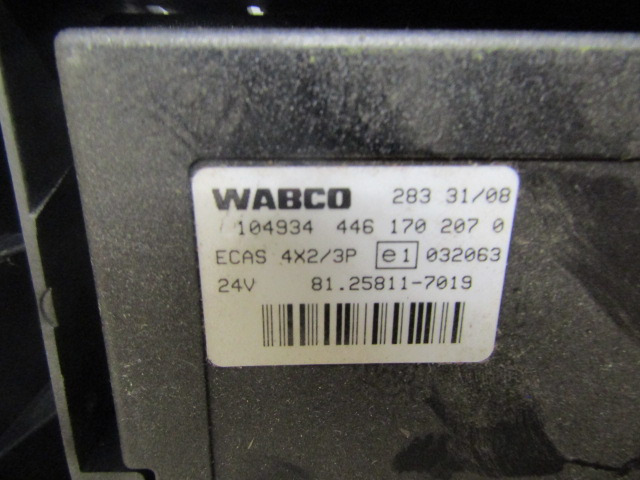 WABCO 283 31/08
104934 446 170 207 0
ECAS 4X2/3P e1 032063
24V 81.25811-7019